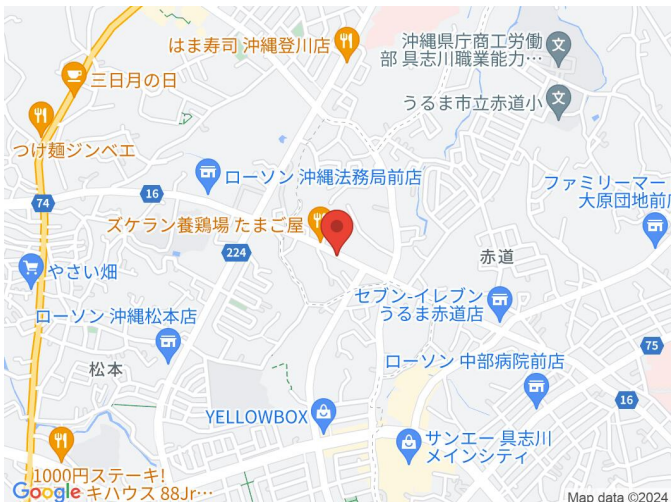 はま寿司 沖縄登川店
沖縄県庁商工労働
部 具志川職業能力…
三日月の日
うるま市立赤道小
つけ麺ジンベエ
ローソン 沖縄法務局前店
16
74
ファミリーマー
大原団地前
ズケラン養鶏場 たまご屋
224
赤道
やさい畑
セブン-イレブン
うるま赤道店
ローソン 沖縄松本店
75
松本
ローソン 中部病院前店
16
YELLOWBOX
サンエー 具志川
メインシティ
1000円ステーキ!
キハウス 88Jr…
Google
Map data ©2024